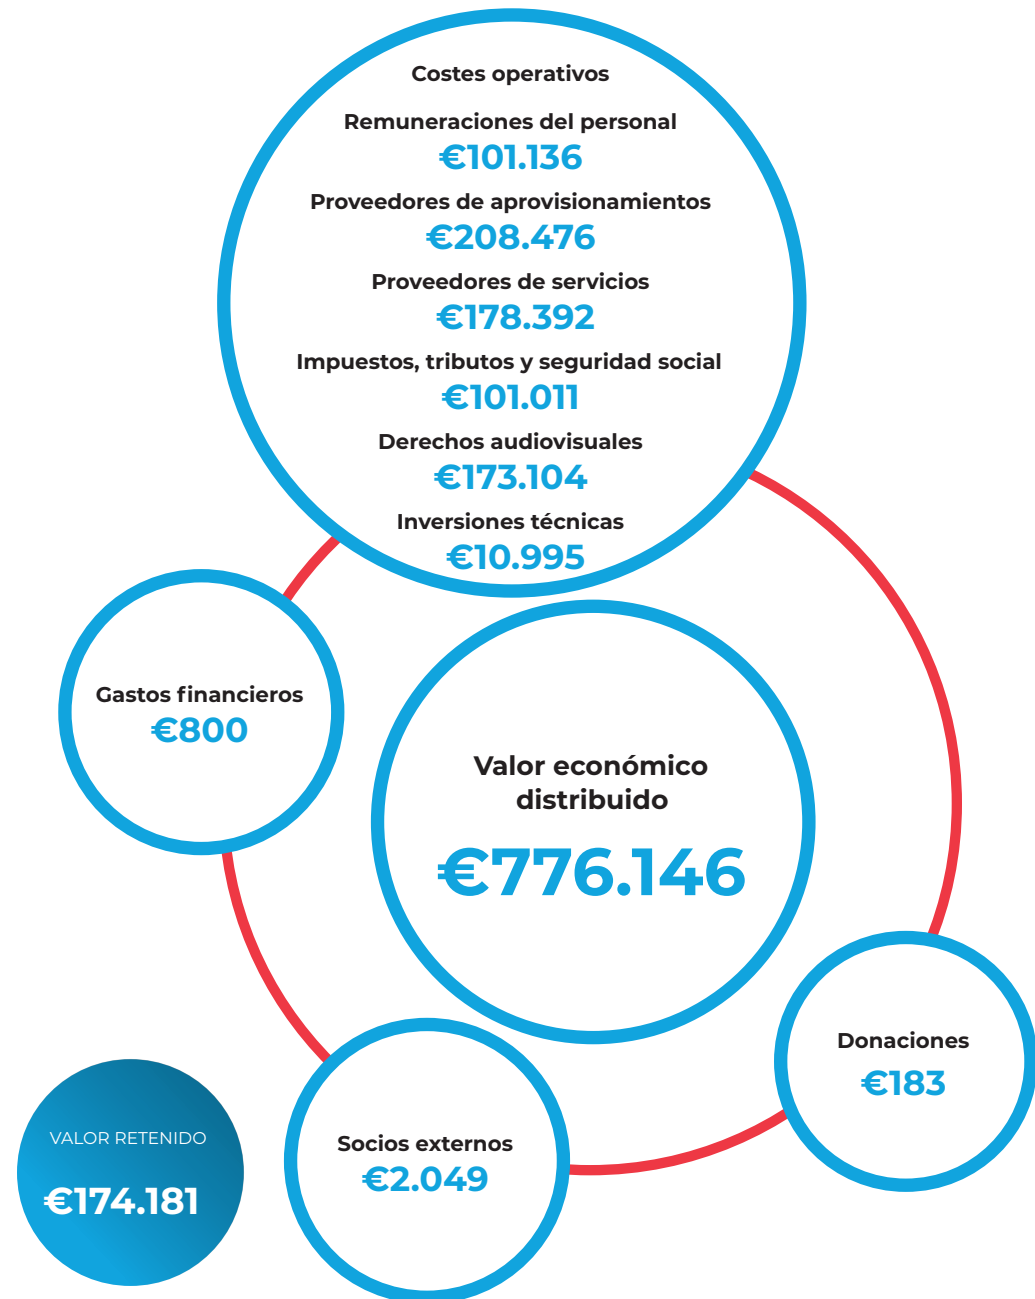 Costes operativos
Remuneraciones del personal
€101.136
Proveedores de aprovisionamientos
€208.476
Proveedores de servicios
€178.392
Impuestos, tributos y seguridad social
€101.011
Derechos audiovisuales
€173.104
Inversiones técnicas
€10.995
Gastos financieros
€800
Valor económico
distribuido
€776.146
Donaciones
€183
Socios externos
€2.049
VALOR RETENIDO
€174.181